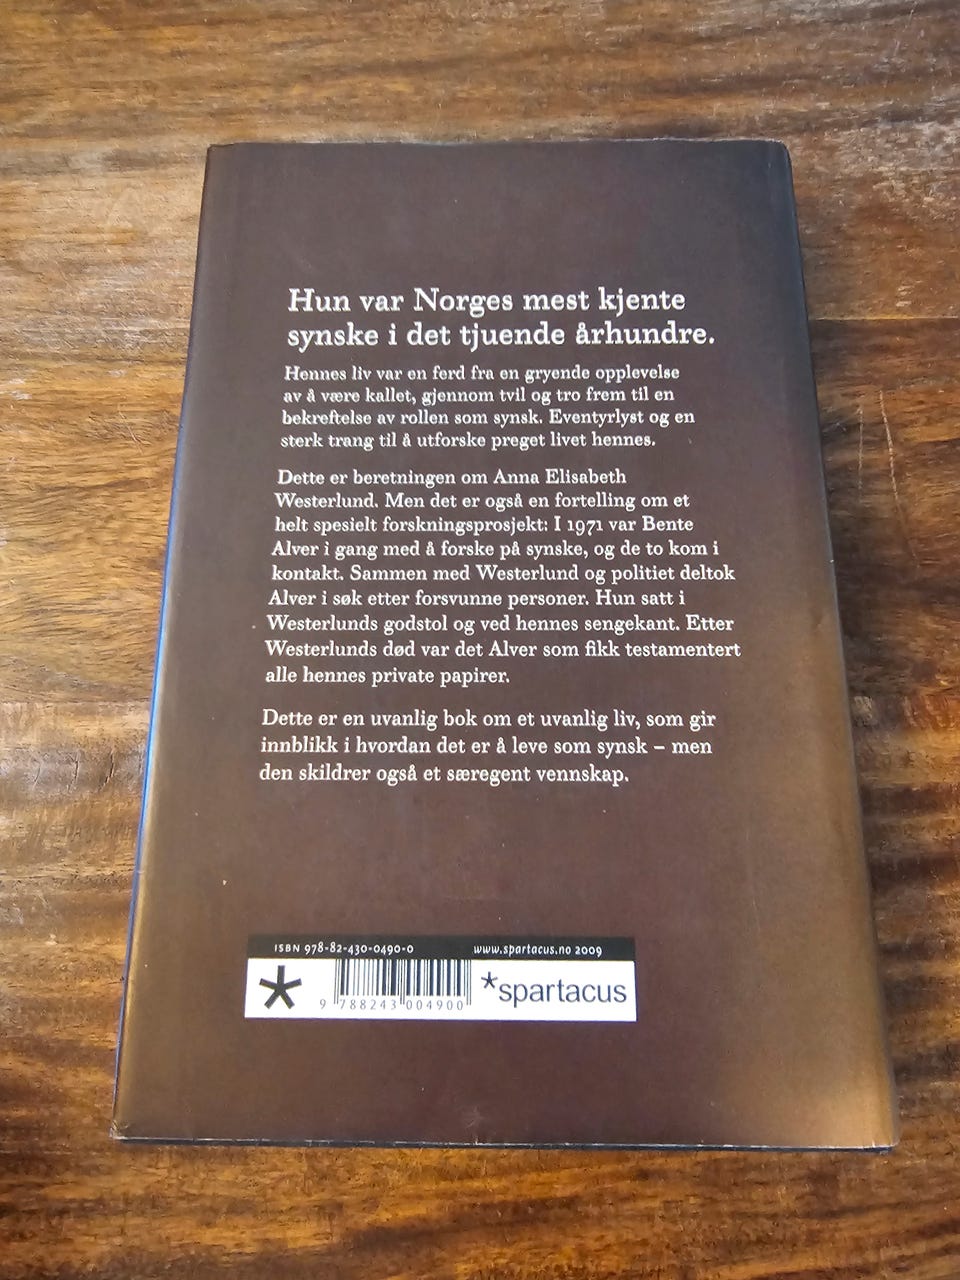 Hun var Norges mest kjente
synske i det tjuende århundre.
Hennes liv var en ferd fra en gryende opplevelse
av å være kallet, gjennom tvil og tro frem til en
bekreftelse av rollen som synsk. Eventyrlyst og en
sterk trang til å utforske preget livet hennes.
Dette er beretningen om Anna Elisabeth
Westerlund. Men det er også en fortelling om et
helt spesielt forskningsprosjekt: I 1971 var Bente
Alver i gang med å forske på synske, og de to kom i
kontakt. Sammen med Westerlund og politiet deltok
Alver i søk etter forsvunne personer. Hun satt i
Westerlunds godstol og ved hennes sengekant. Etter
Westerlunds død var det Alver som fikk testamentert
alle hennes private papirer.
Dette er en uvanlig bok om et uvanlig liv, som gir
innblikk i hvordan det er å leve som synsk – men
den skildrer også et særegent vennskap.
ISBN 978-82-430-0490-0 www.spartacus.no 2009
*spartacus
9 788243 004900